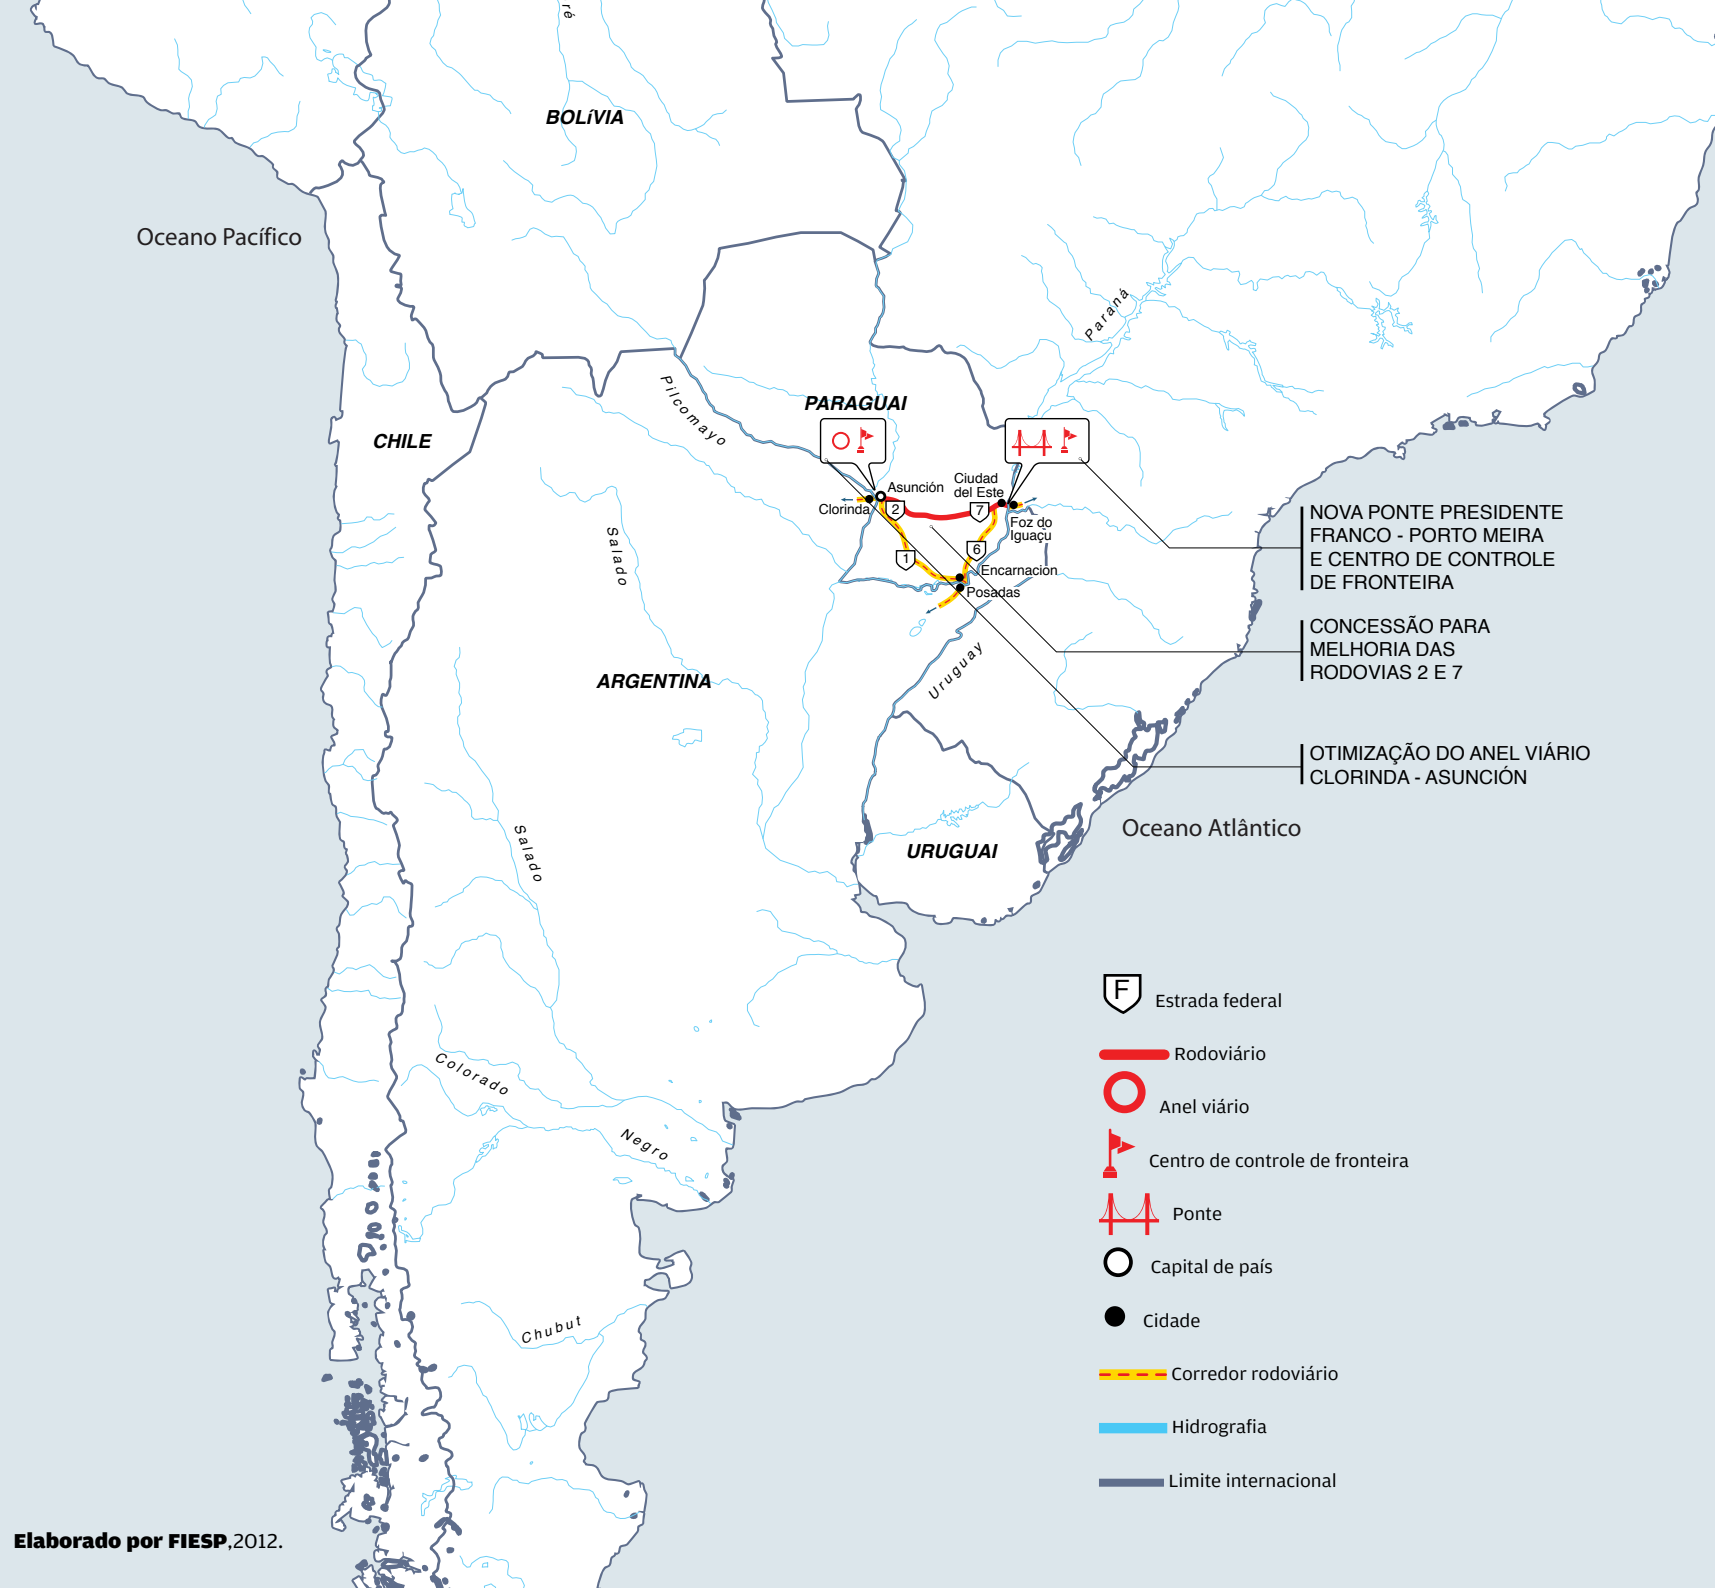 ré
BOLíVIA
Oceano Pacífico
Paraná
Pilcomayo
PARAGUAI
CHILE
Ciudad
del Este
Asunción
Clorinda
2
7
Foz do
Iguaçu
NOVA PONTE PRESIDENTE
FRANCO - PORTO MEIRA
E CENTRO DE CONTROLE
DE FRONTEIRA
Salado
1
6
Encarnacion
Posadas
CONCESSÃO PARA
MELHORIA DAS
RODOVIAS 2 E 7
Uruguay
ARGENTINA
OTIMIZAÇÃO DO ANEL VIÁRIO
CLORINDA - ASUNCIÓN
Oceano Atlântico
Salado
URUGUAI
F
Estrada federal
Rodoviário
Colorado
Anel viário
Negro
Centro de controle de fronteira
Ponte
Capital de país
Chubut
Cidade
Corredor rodoviário
Hidrografia
Limite internacional
Elaborado por FIESP,2012.